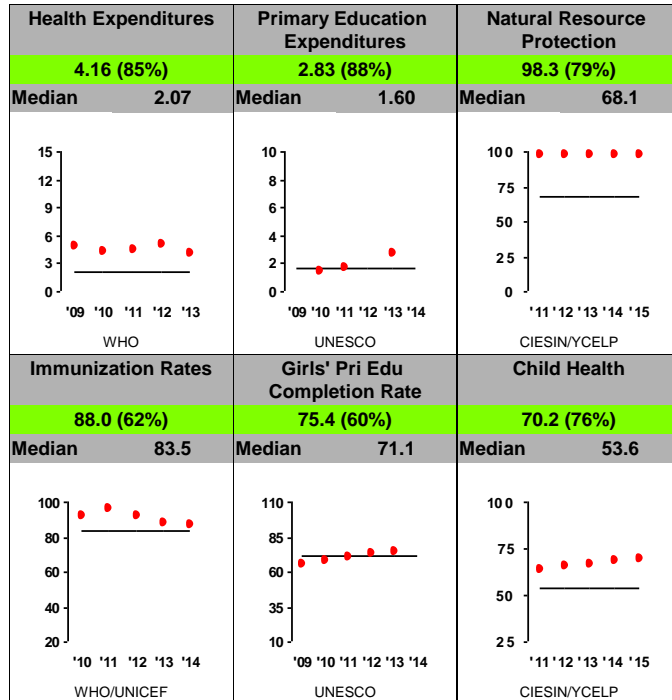 Health Expenditures
4.16 (85%)
Median 2.07
15
12
9
6
3
0
'09 '10 '11 '12 '13
WHO
Primary Education
Expenditures
2.83 (88%)
Median 1.60
10
8
6
4
2
0
'09 '10 '11 '12 '13 '14
UNESCO
Natural Resource
Protection
98.3 (79%)
Median 68.1
100
75
50
25
0
'11 '12 '13 '14 '15
CIESIN/YCELP
Immunization Rates
88.0 (62%)
Median 83.5
100
80
60
40
20
'10 '11 '12 '13 '14
WHO/UNICEF
Girls' Pri Edu
Completion Rate
75.4 (60%)
Median 71.1
110
85
60
35
10
'09 '10 '11 '12 '13 '14
UNESCO
Child Health
70.2 (76%)
Median 53.6
100
75
50
25
'11 '12 '13 '14 '15
CIESIN/YCELP